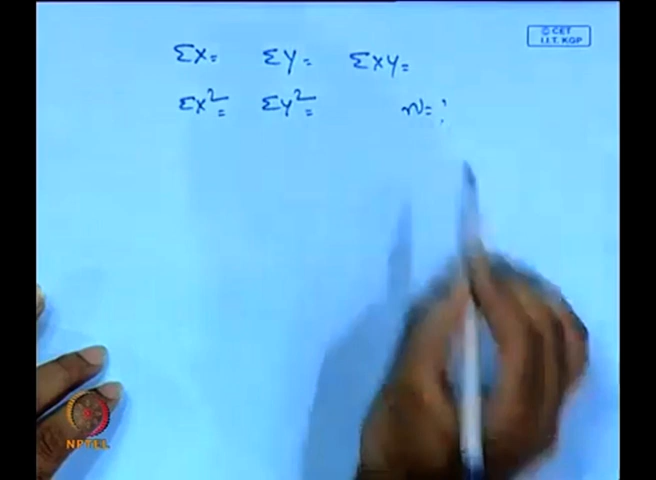 © CET
I.I.T. KGP
Σx= Σy= Σxy=
Σx²= Σy²= n=
NPTEL